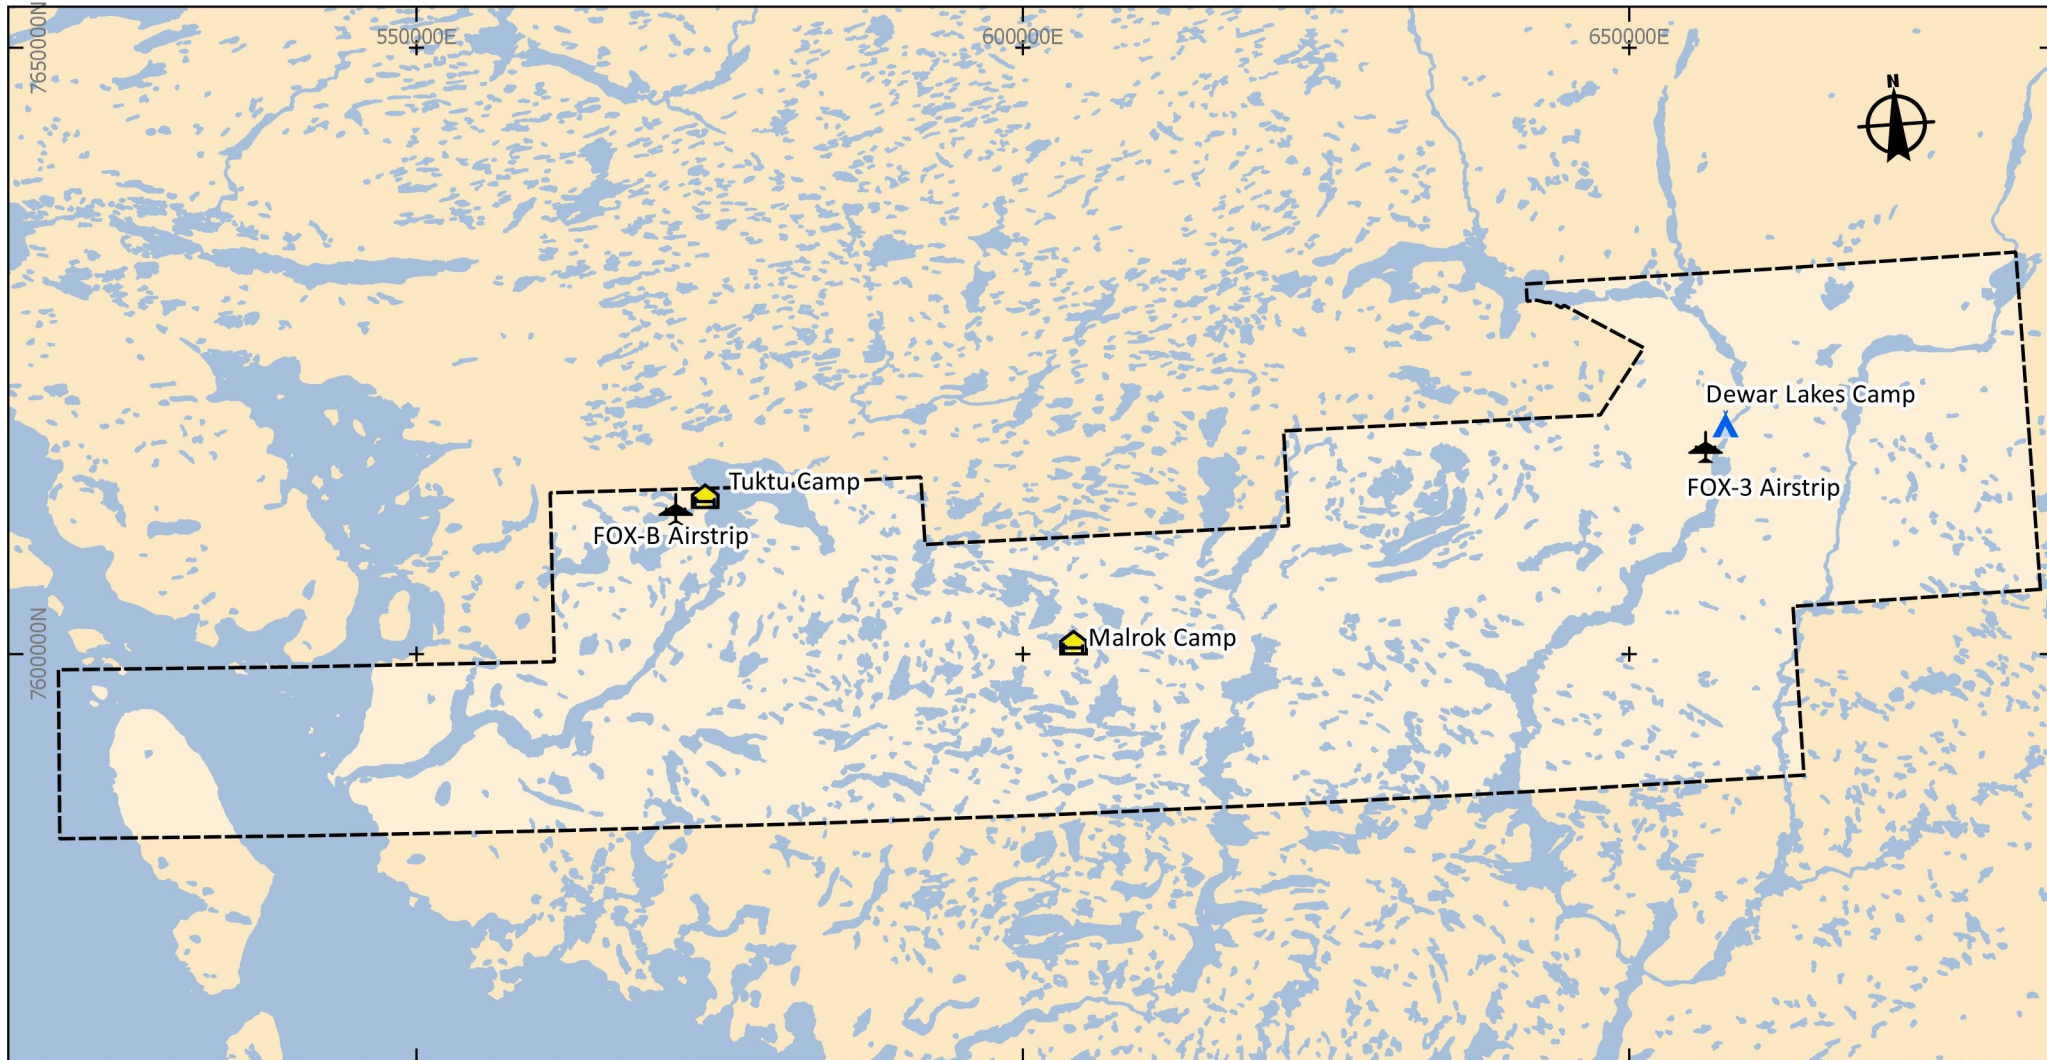 550000E
600000E
650000E
7650000N
N
Dewar Lakes Camp
Tuktu Camp
FOX-3 Airstrip
FOX-B Airstrip
Malrok Camp
7600000N